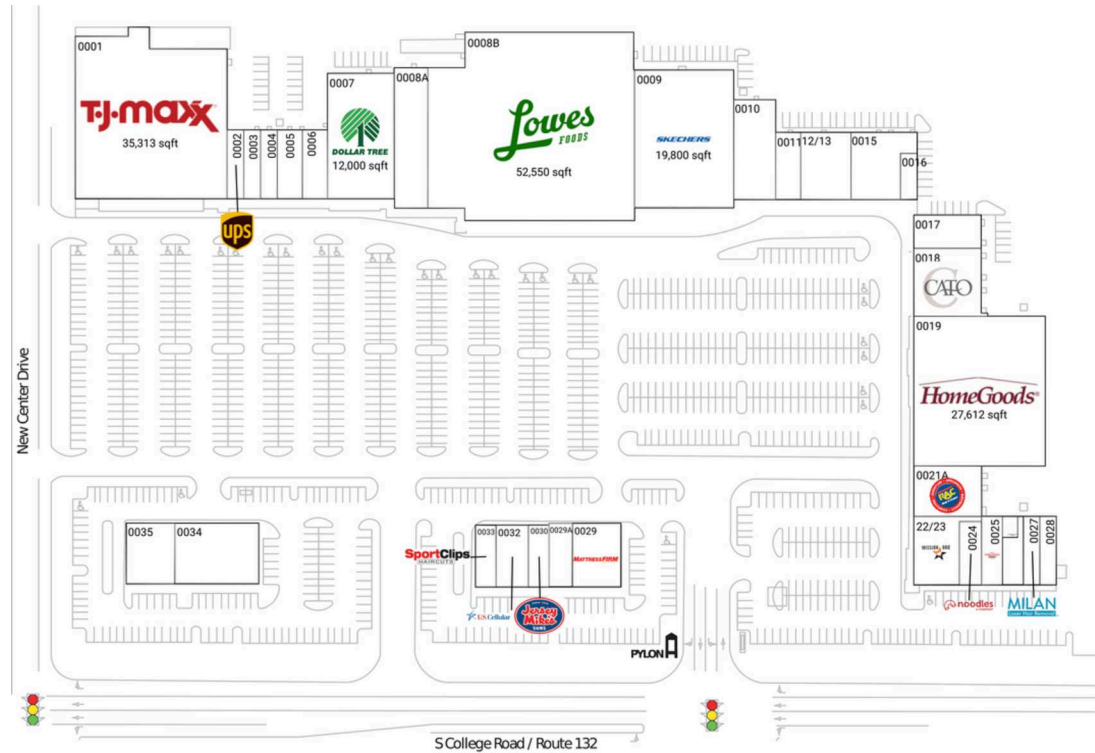 0001
T·J·maxx
35,313 sqft
0002
ups
0003
0004
0005
0006
0007
DOLLAR TREE
12,000 sqft
0008A
0008B
Lowes
FOODS
52,550 sqft
0009
SKECHERS
19,800 sqft
0010
0011
12/13
0015
0016
0017
0018
CATO
0019
HomeGoods
27,612 sqft
0021A
22/23
MISSION BBQ
0024
noodles
0025
0027
MILAN
Laser Hair Removal
0028
New Center Drive
0035
0034
0033
SportClips
HAIRCUTS
0032
US Cellular
0030
Jersey
Mike's
SUBS
0029A
0029
MATTRESSFIRM
PYLON
S College Road / Route 132